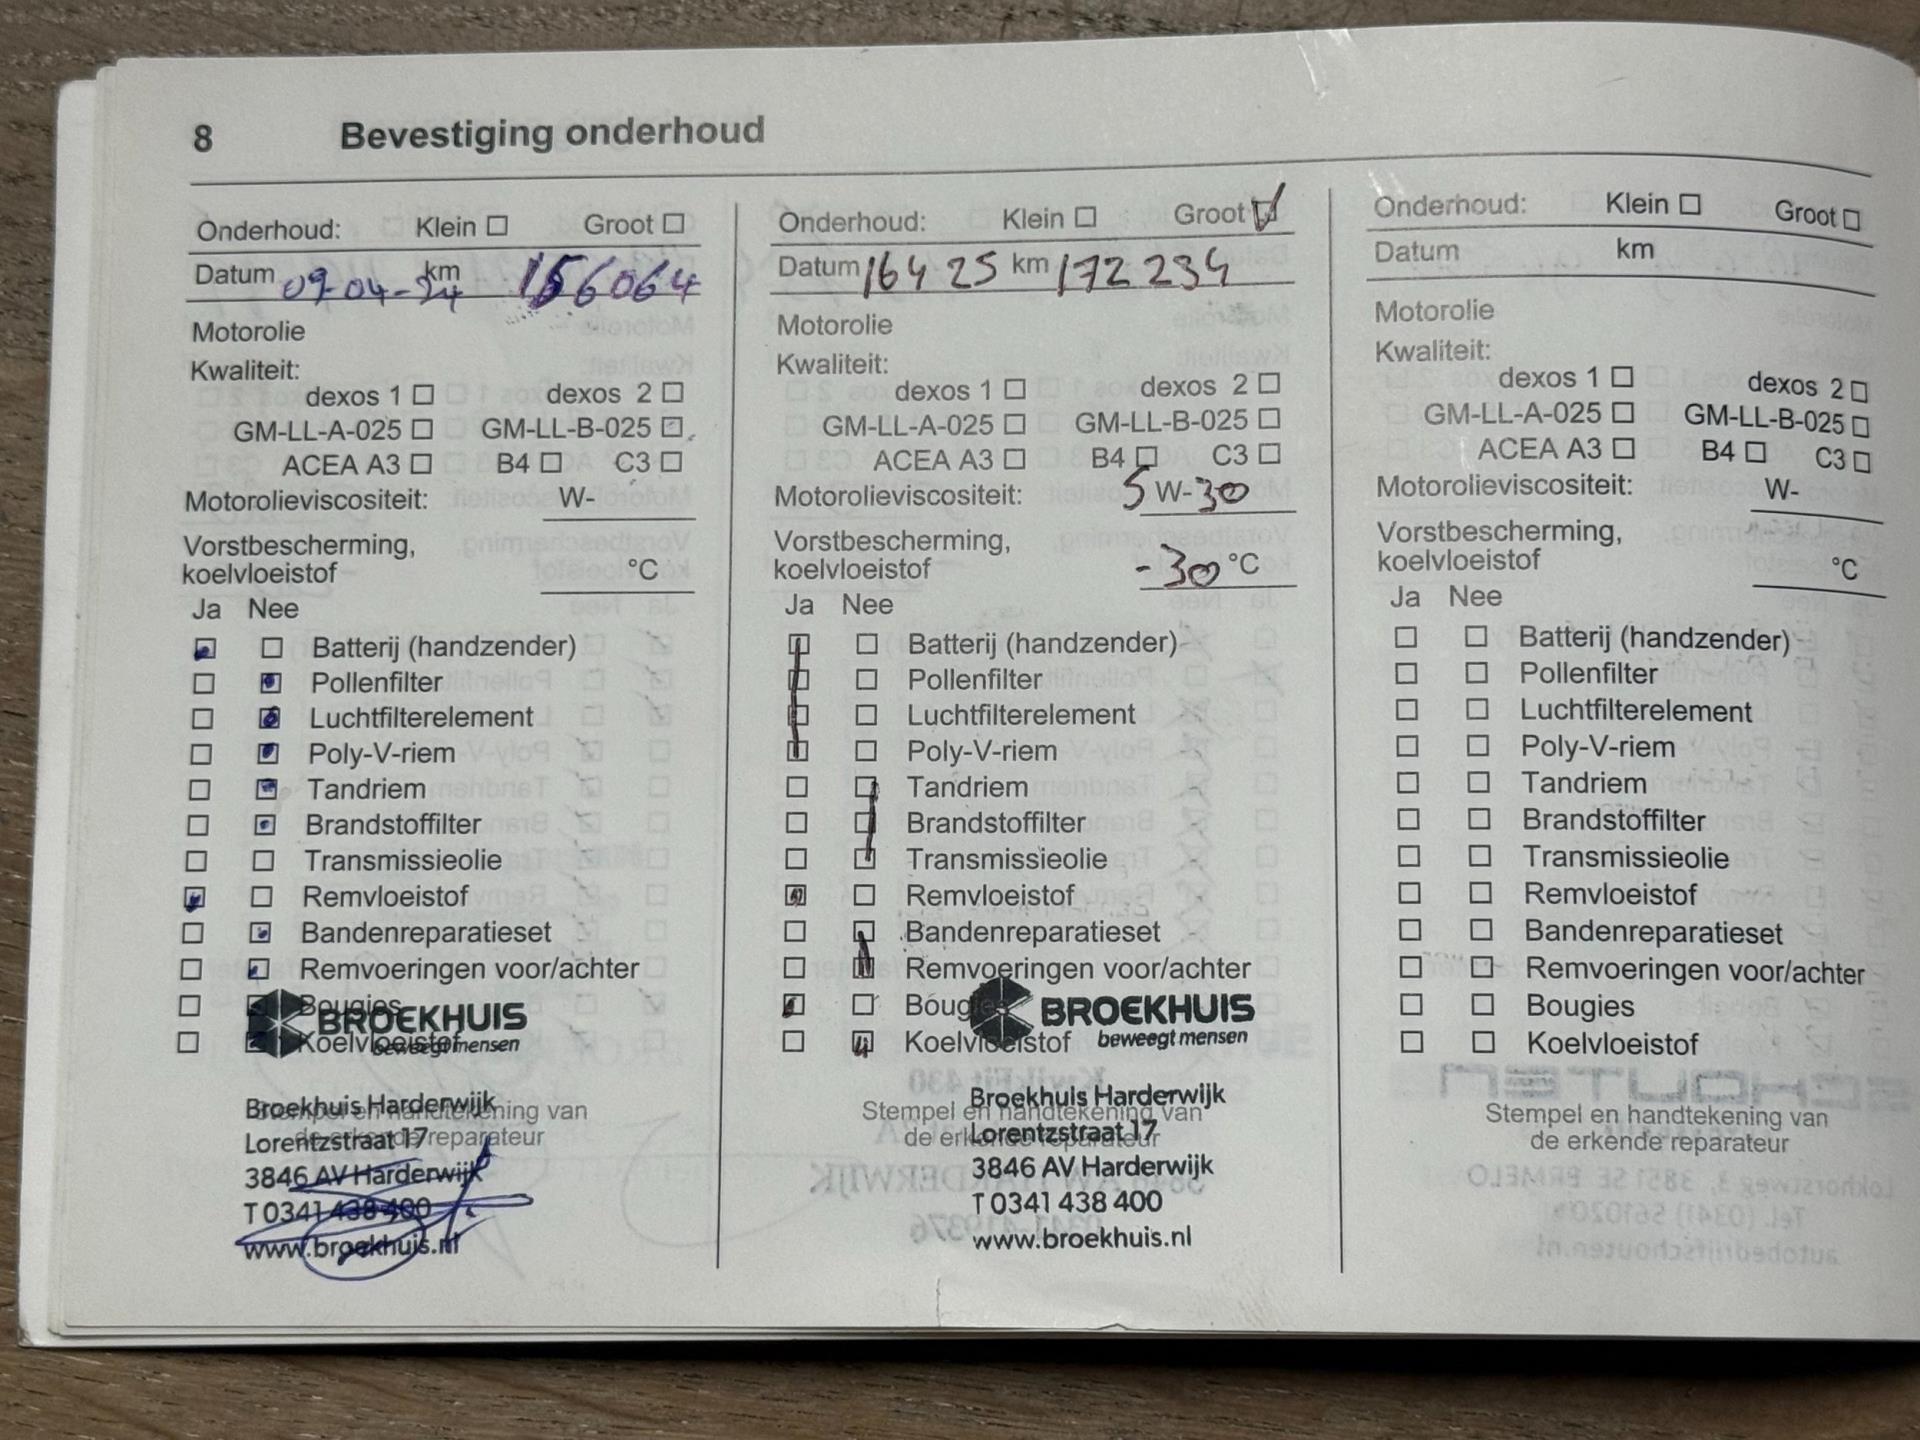 8 Bevestiging onderhoud
Onderhoud: Klein Groot
Datum 09-04-24 km 156064
Motorolie
Kwaliteit:
dexos 1 dexos 2
GM-LL-A-025 GM-LL-B-025
ACEA A3 B4 C3
Motorolieviscositeit: W-
Vorstbescherming,
koelvloeistof °C
Ja Nee
Batterij (handzender)
Pollenfilter
Luchtfilterelement
Poly-V-riem
Tandriem
Brandstoffilter
Transmissieolie
Remvloeistof
Bandenreparatieset
Remvoeringen voor/achter
Bougies
Koelvloeistof
BROEKHUIS
beweegt mensen
Stempel en handtekening van
de erkende reparateur
Broekhuis Harderwijk
Lorentzstraat 17
3846 AV Harderwijk
T 0341 438 400
www.broekhuis.nl
Onderhoud: Klein Groot
Datum 16 4 25 km 172 234
Motorolie
Kwaliteit:
dexos 1 dexos 2
GM-LL-A-025 GM-LL-B-025
ACEA A3 B4 C3
Motorolieviscositeit: 5 W-30
Vorstbescherming,
koelvloeistof -30 °C
Ja Nee
Batterij (handzender)
Pollenfilter
Luchtfilterelement
Poly-V-riem
Tandriem
Brandstoffilter
Transmissieolie
Remvloeistof
Bandenreparatieset
Remvoeringen voor/achter
Bougies
Koelvloeistof
BROEKHUIS
beweegt mensen
Stempel en handtekening van
de erkende reparateur
Broekhuis Harderwijk
Lorentzstraat 17
3846 AV Harderwijk
T 0341 438 400
www.broekhuis.nl
Onderhoud: Klein Groot
Datum km
Motorolie
Kwaliteit:
dexos 1 dexos 2
GM-LL-A-025 GM-LL-B-025
ACEA A3 B4 C3
Motorolieviscositeit: W-
Vorstbescherming,
koelvloeistof °C
Ja Nee
Batterij (handzender)
Pollenfilter
Luchtfilterelement
Poly-V-riem
Tandriem
Brandstoffilter
Transmissieolie
Remvloeistof
Bandenreparatieset
Remvoeringen voor/achter
Bougies
Koelvloeistof
Stempel en handtekening van
de erkende reparateur